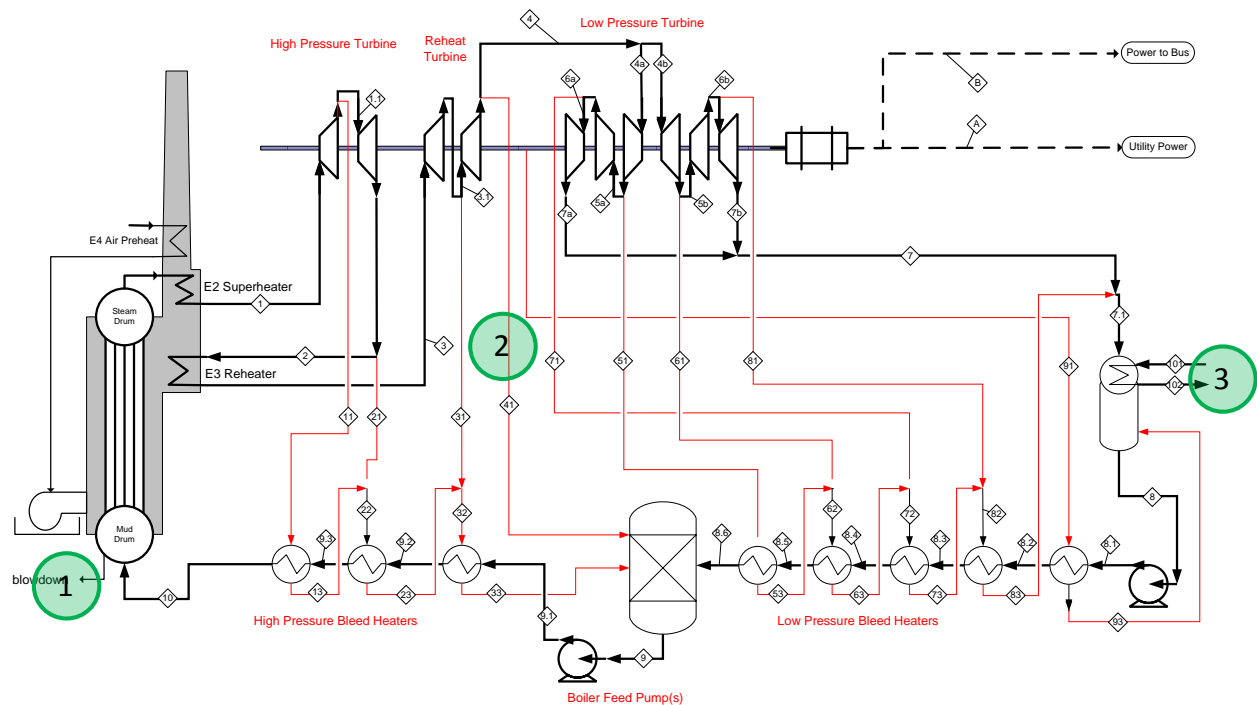 4
Low Pressure Turbine
High Pressure Turbine
Reheat
Turbine
Power to Bus
B
4a
4b
6a
6b
1.1
A
Utility Power
3.1
5a
5b
7a
7b
E4 Air Preheat
7
E2 Superheater
1
Steam
Drum
7.1
2
3
2
E3 Reheater
71
51
61
81
91
101
102
3
11
21
31
41
22
32
62
72
82
8
Mud
Drum
9.3
9.2
8.6
8.5
8.4
8.3
8.2
8.1
blowdown
1
10
13
23
33
53
63
73
83
93
9.1
High Pressure Bleed Heaters
Low Pressure Bleed Heaters
9
Boiler Feed Pump(s)